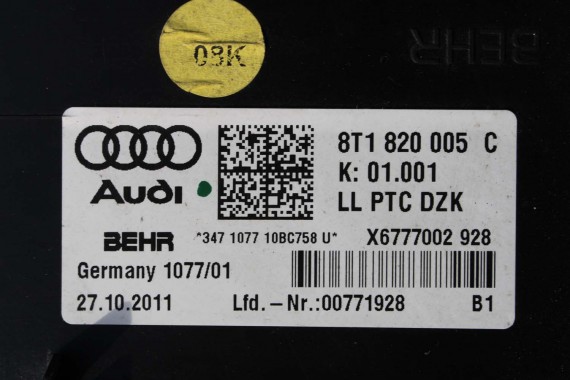 08K
BEHR
Audi
8T1 820 005 C
K: 01.001
LL PTC DZK
BEHR *347 1077 10BC758 U* X6777002 928
Germany 1077/01
27.10.2011 Lfd.-Nr.:00771928 B1